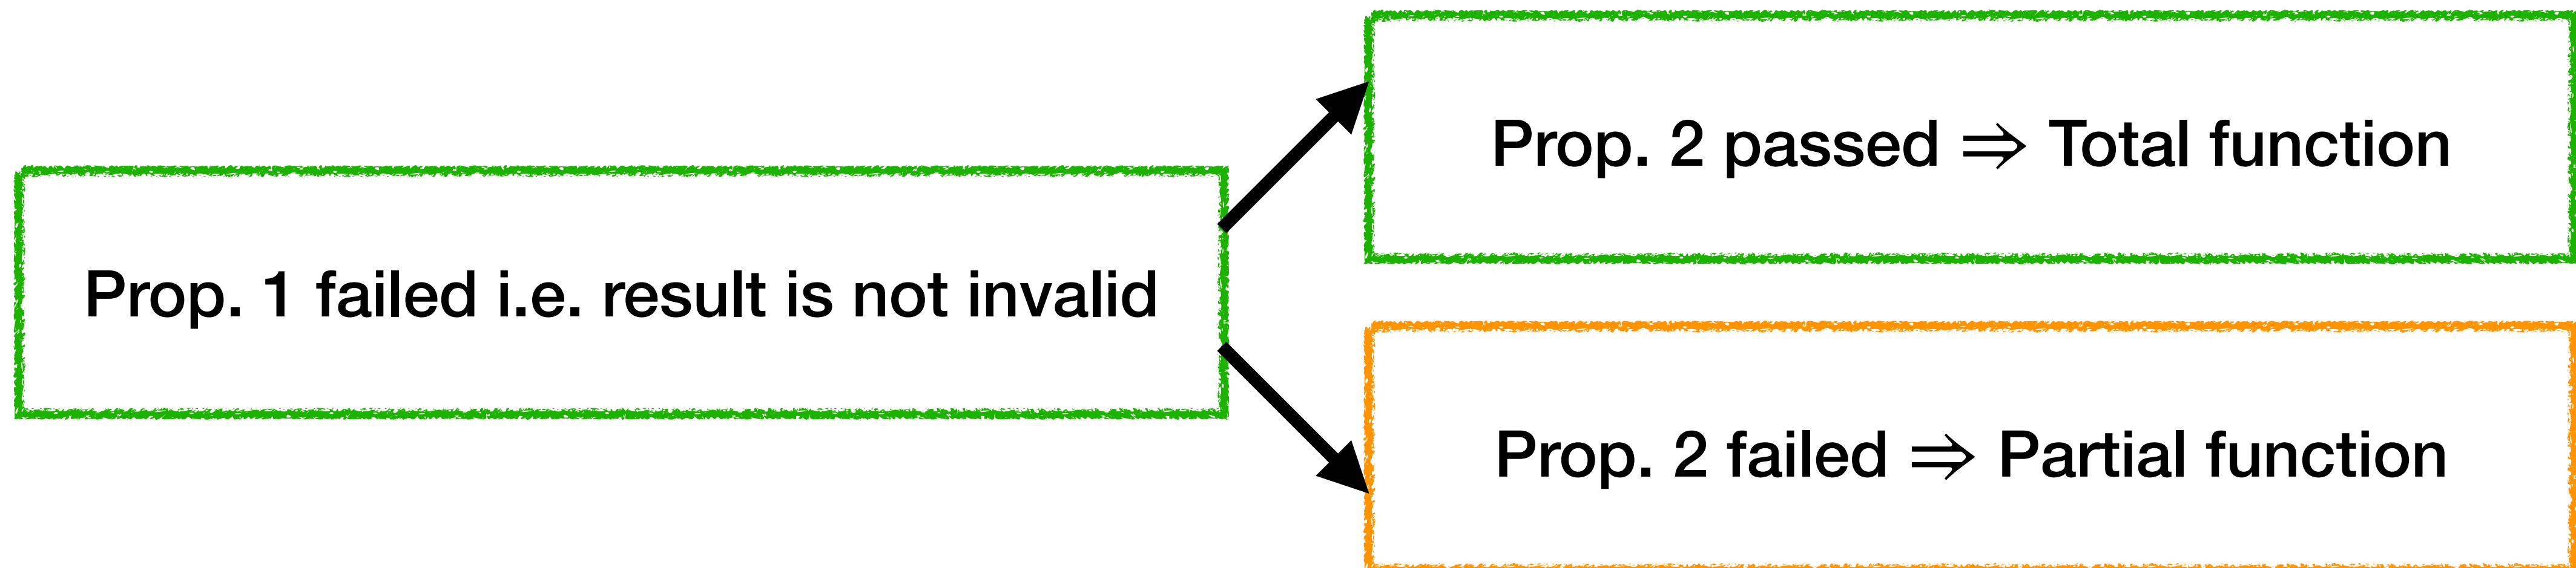 Prop. 1 failed i.e. result is not invalid
Prop. 2 passed ⇒ Total function
Prop. 2 failed ⇒ Partial function